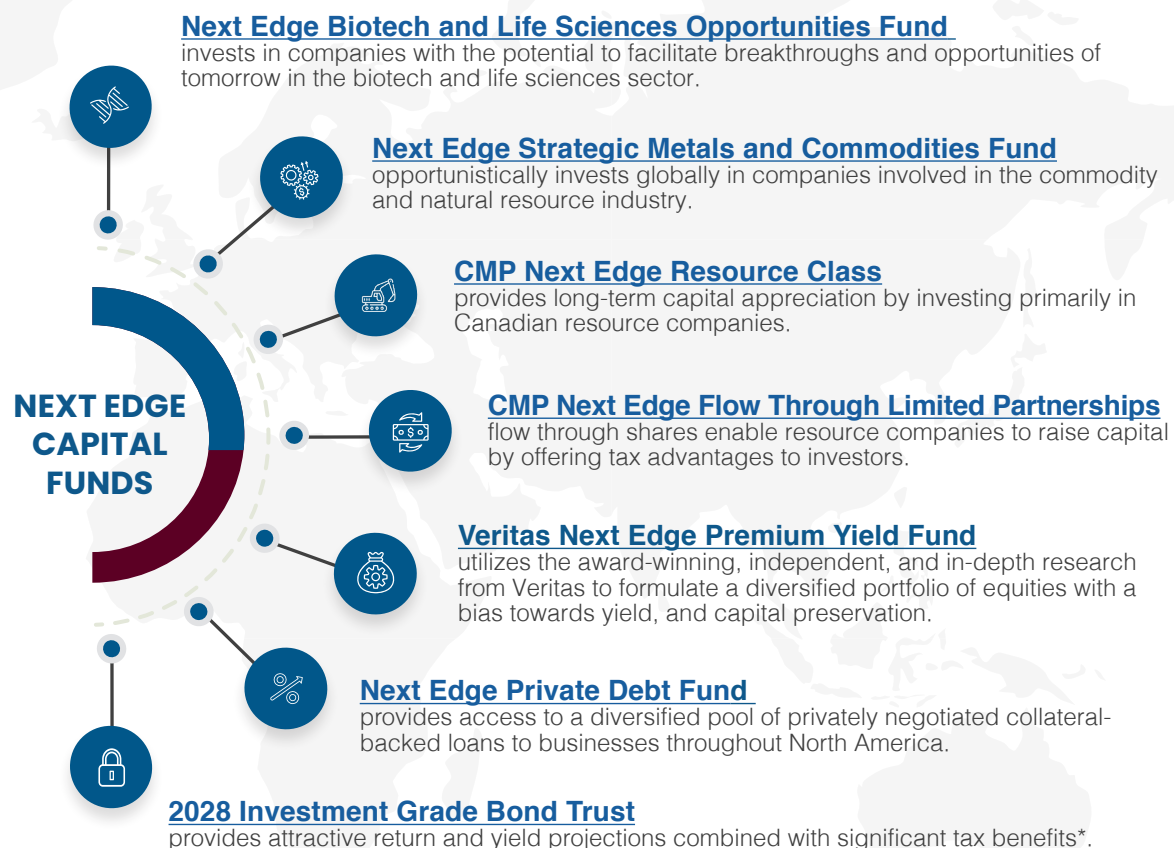 Next Edge Biotech and Life Sciences Opportunities Fund
invests in companies with the potential to facilitate breakthroughs and opportunities of
tomorrow in the biotech and life sciences sector.
Next Edge Strategic Metals and Commodities Fund
opportunistically invests globally in companies involved in the commodity
and natural resource industry.
CMP Next Edge Resource Class
provides long-term capital appreciation by investing primarily in
Canadian resource companies.
NEXT EDGE
CAPITAL
FUNDS
CMP Next Edge Flow Through Limited Partnerships
flow through shares enable resource companies to raise capital
by offering tax advantages to investors.
Veritas Next Edge Premium Yield Fund
utilizes the award-winning, independent, and in-depth research
from Veritas to formulate a diversified portfolio of equities with a
bias towards yield, and capital preservation.
Next Edge Private Debt Fund
provides access to a diversified pool of privately negotiated collateral-
backed loans to businesses throughout North America.
2028 Investment Grade Bond Trust
provides attractive return and yield projections combined with significant tax benefits*.